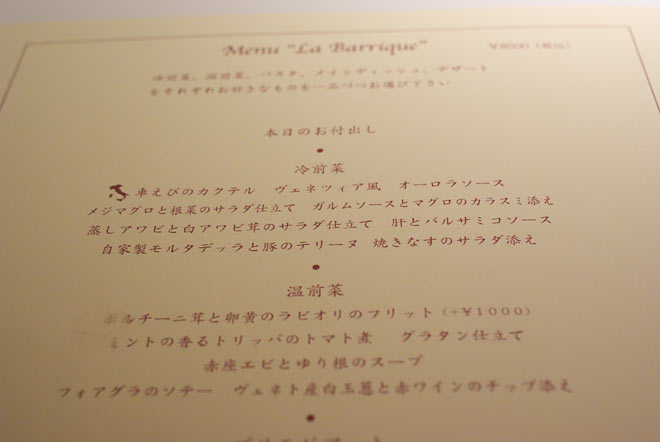 Menu "La Barrique" ¥8500 (税込)
冷前菜、温前菜、パスタ、メインディッシュ、デザート
をそれぞれお好きなものを一品づつお選び下さい
本日のお付出し
冷前菜
車えびのカクテル ヴェネツィア風 オーロラソース
メジマグロと根菜のサラダ仕立て ガルムソースとマグロのカラスミ添え
蒸しアワビと白アワビ茸のサラダ仕立て 肝とバルサミコソース
自家製モルタデッラと豚のテリーヌ 焼きなすのサラダ添え
温前菜
ポルチーニ茸と卵黄のラビオリのフリット (+¥1000)
ミントの香るトリッパのトマト煮 グラタン仕立て
赤座エビとゆり根のスープ
フォアグラのソテー ヴェネト産白玉葱と赤ワインのチップ添え